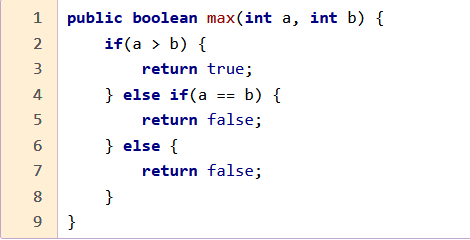 1 public boolean max(int a, int b) {
2     if(a > b) {
3         return true;
4     } else if(a == b) {
5         return false;
6     } else {
7         return false;
8     }
9 }